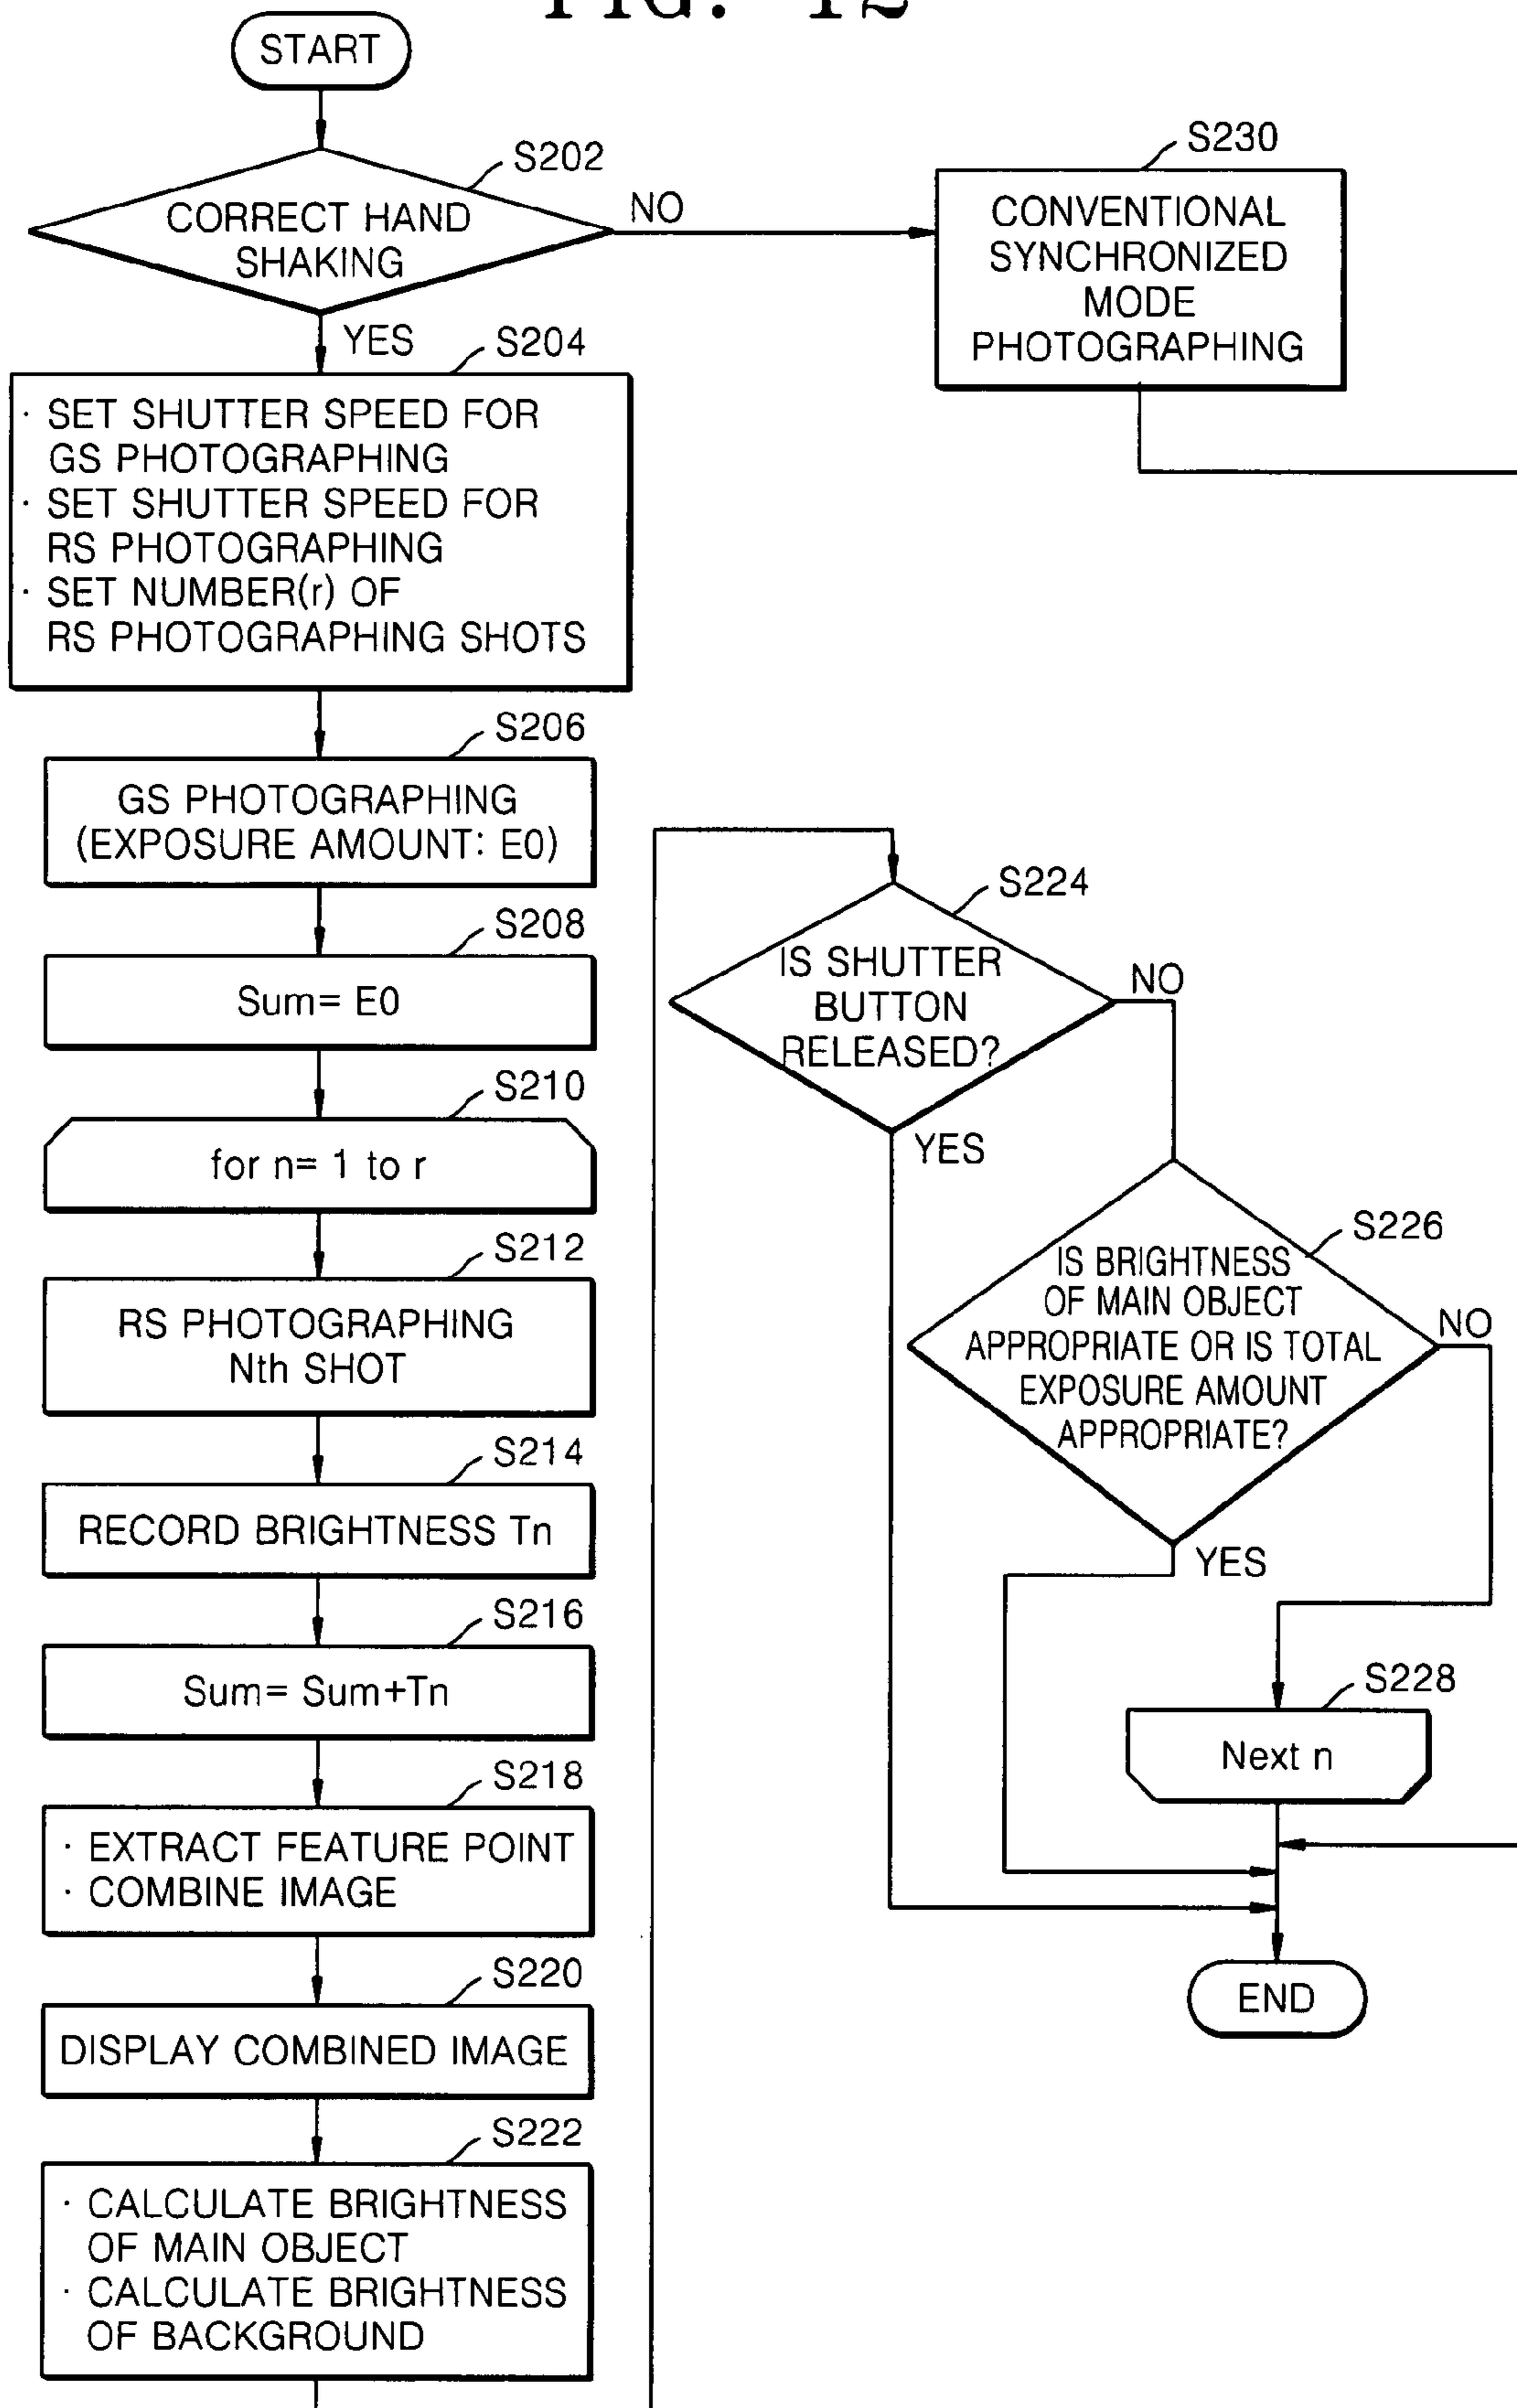 FIG. 12
START
S202
CORRECT HAND
SHAKING
NO
YES
S230
CONVENTIONAL
SYNCHRONIZED
MODE
PHOTOGRAPHING
S204
· SET SHUTTER SPEED FOR
GS PHOTOGRAPHING
· SET SHUTTER SPEED FOR
RS PHOTOGRAPHING
· SET NUMBER(r) OF
RS PHOTOGRAPHING SHOTS
S206
GS PHOTOGRAPHING
(EXPOSURE AMOUNT: E0)
S208
Sum= E0
S210
for n= 1 to r
S212
RS PHOTOGRAPHING
Nth SHOT
S214
RECORD BRIGHTNESS Tn
S216
Sum= Sum+Tn
S218
· EXTRACT FEATURE POINT
· COMBINE IMAGE
S220
DISPLAY COMBINED IMAGE
S222
· CALCULATE BRIGHTNESS
OF MAIN OBJECT
· CALCULATE BRIGHTNESS
OF BACKGROUND
S224
IS SHUTTER
BUTTON
RELEASED?
NO
YES
S226
IS BRIGHTNESS
OF MAIN OBJECT
APPROPRIATE OR IS TOTAL
EXPOSURE AMOUNT
APPROPRIATE?
NO
YES
S228
Next n
END